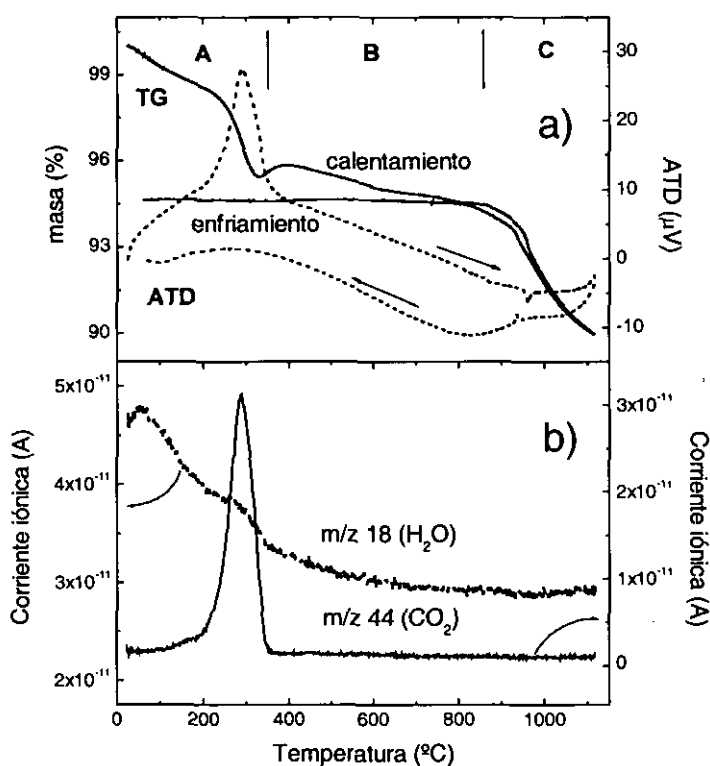 A
B
C
TG
a)
calentamiento
enfriamiento
ATD
masa (%)
99
96
93
90
ATD (µV)
30
20
10
0
-10
b)
m/z 18 (H₂O)
m/z 44 (CO₂)
Corriente iónica (A)
5x10⁻¹¹
4x10⁻¹¹
3x10⁻¹¹
2x10⁻¹¹
Corriente iónica (A)
3x10⁻¹¹
2x10⁻¹¹
1x10⁻¹¹
0
0 200 400 600 800 1000
Temperatura (ºC)